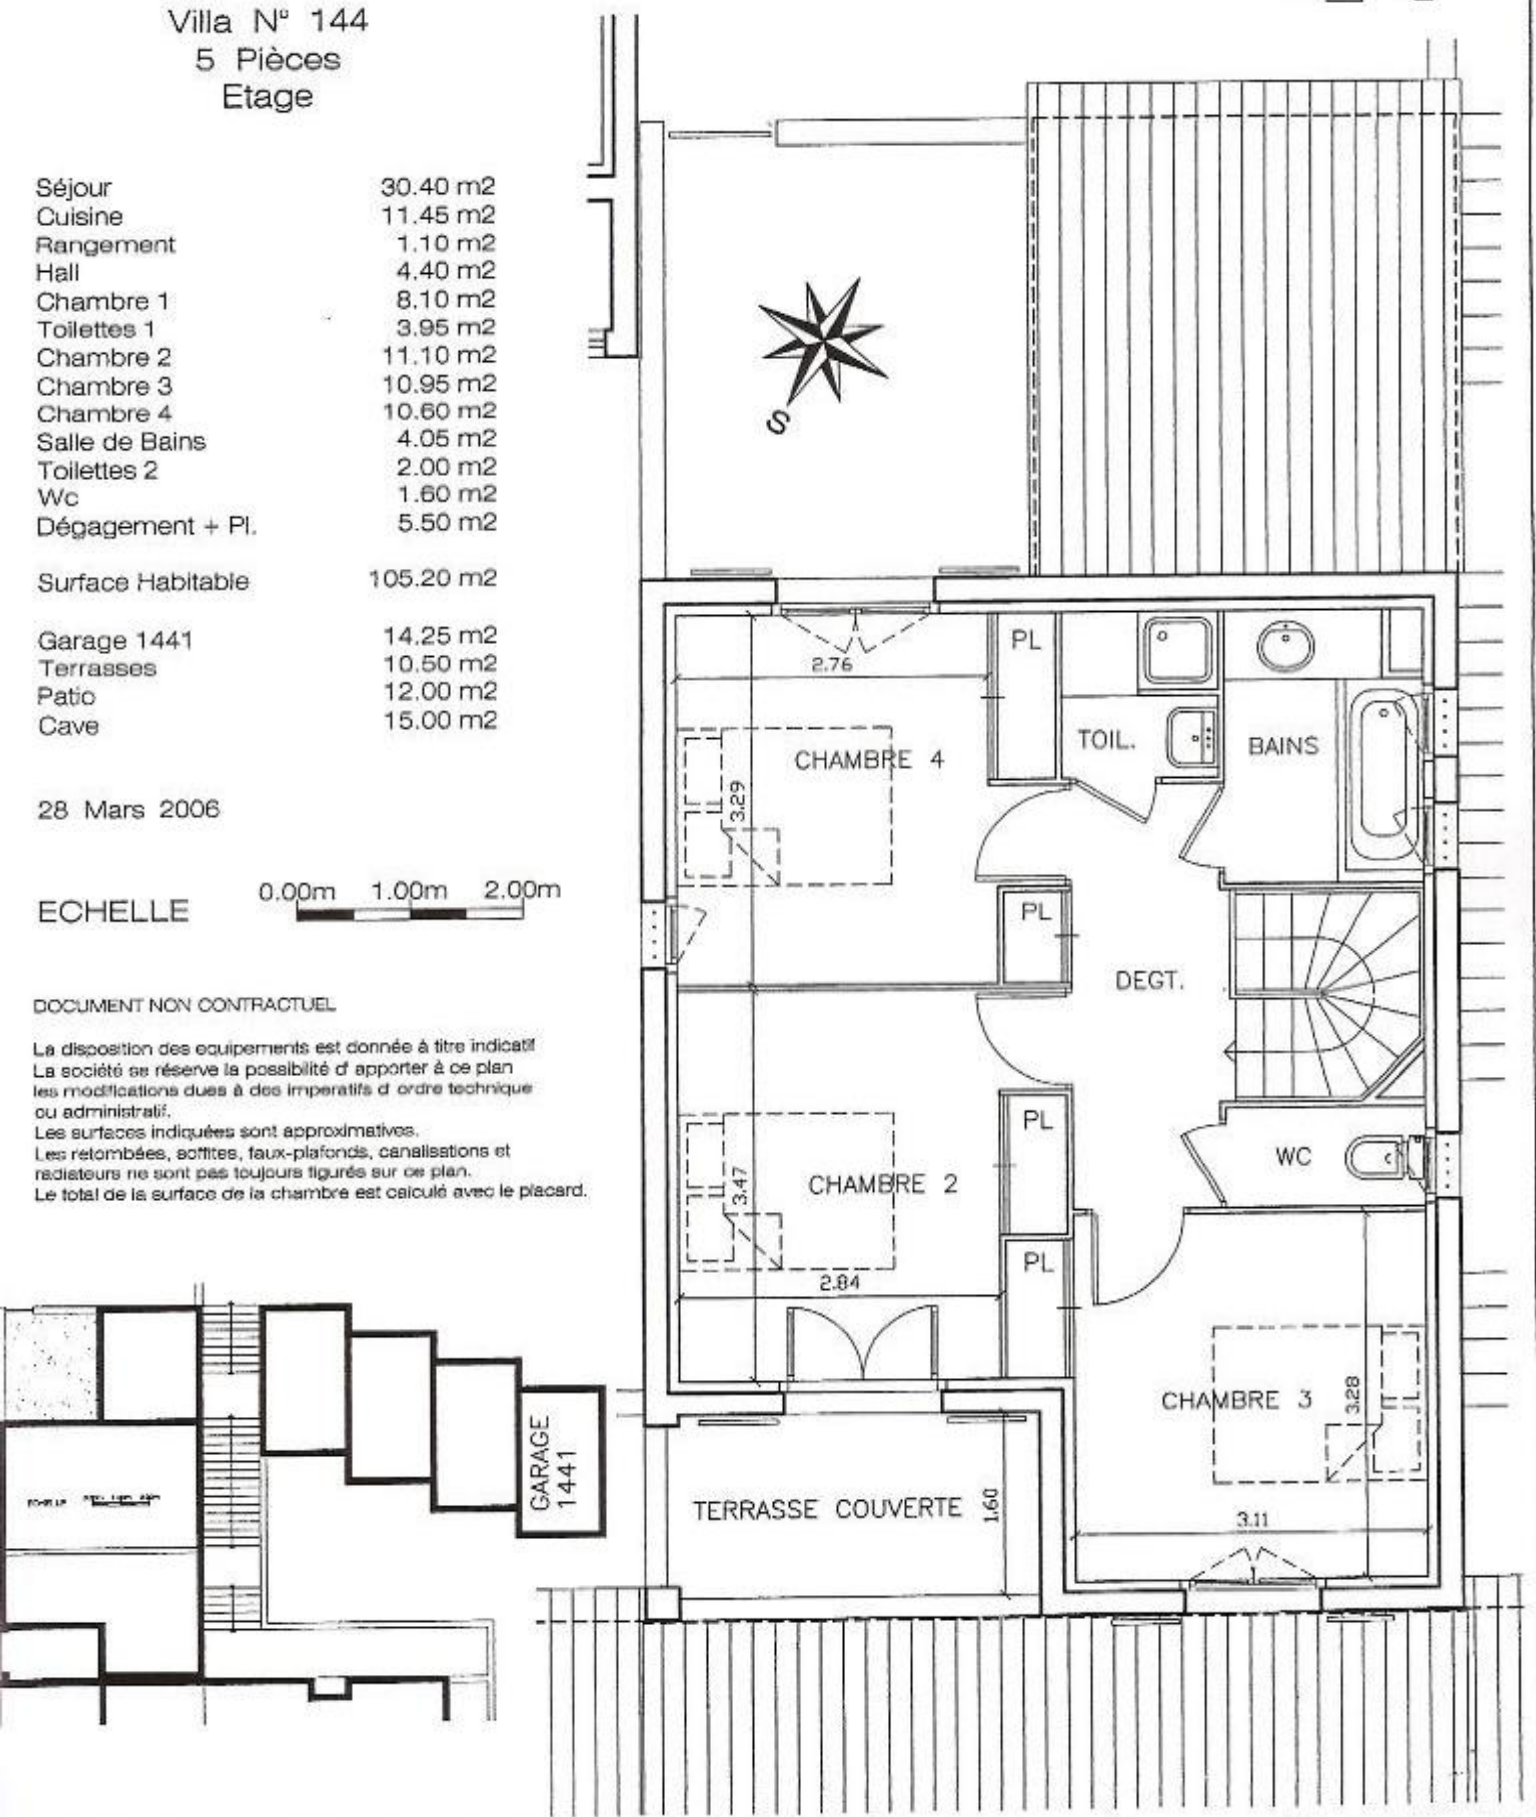 Villa N° 144
5 Pièces
Etage
Séjour 30.40 m2
Cuisine 11.45 m2
Rangement 1.10 m2
Hall 4.40 m2
Chambre 1 8.10 m2
Toilettes 1 3.95 m2
Chambre 2 11.10 m2
Chambre 3 10.95 m2
Chambre 4 10.60 m2
Salle de Bains 4.05 m2
Toilettes 2 2.00 m2
Wc 1.60 m2
Dégagement + Pl. 5.50 m2
Surface Habitable 105.20 m2
Garage 1441 14.25 m2
Terrasses 10.50 m2
Patio 12.00 m2
Cave 15.00 m2
28 Mars 2006
ECHELLE 0.00m 1.00m 2.00m
DOCUMENT NON CONTRACTUEL
La disposition des equipements est donnée à titre indicatif
La société se réserve la possibilité d' apporter à ce plan
les modifications dues à des imperatifs d' ordre technique
ou administratif.
Les surfaces indiquées sont approximatives.
Les retombées, soffites, faux-plafonds, canalisations et
radiateurs ne sont pas toujours figurés sur ce plan.
Le total de la surface de la chambre est calculé avec le placard.
S
PL
2.76
TOIL.
BAINS
CHAMBRE 4
3.29
PL
DEGT.
PL
WC
CHAMBRE 2
3.47
PL
2.84
CHAMBRE 3
3.28
TERRASSE COUVERTE
1.60
3.11
GARAGE
1441
ECHELLE